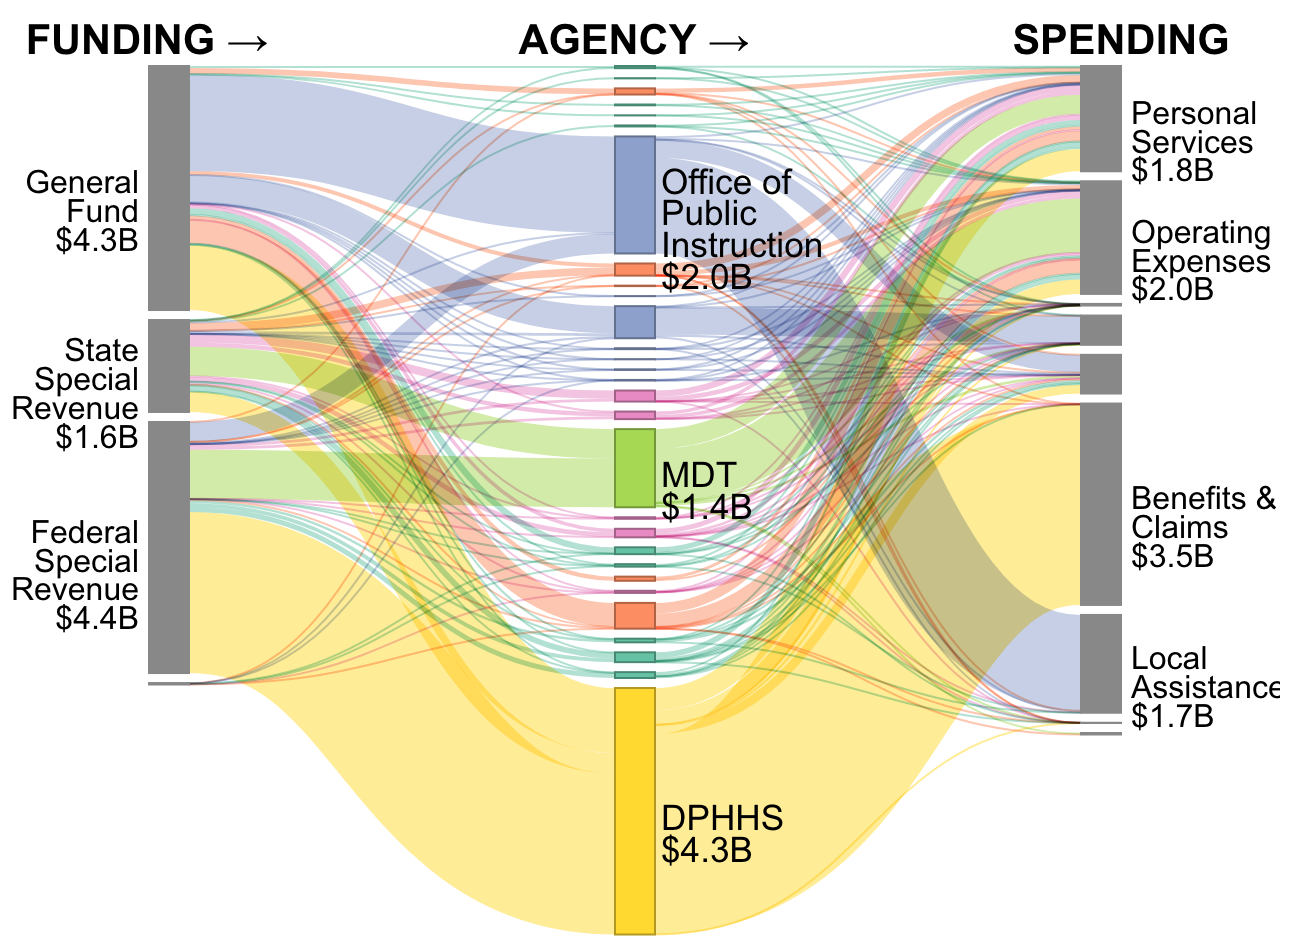 FUNDING →
AGENCY →
SPENDING
General
Fund
$4.3B
State
Special
Revenue
$1.6B
Federal
Special
Revenue
$4.4B
Office of
Public
Instruction
$2.0B
MDT
$1.4B
DPHHS
$4.3B
Personal
Services
$1.8B
Operating
Expenses
$2.0B
Benefits &
Claims
$3.5B
Local
Assistance
$1.7B